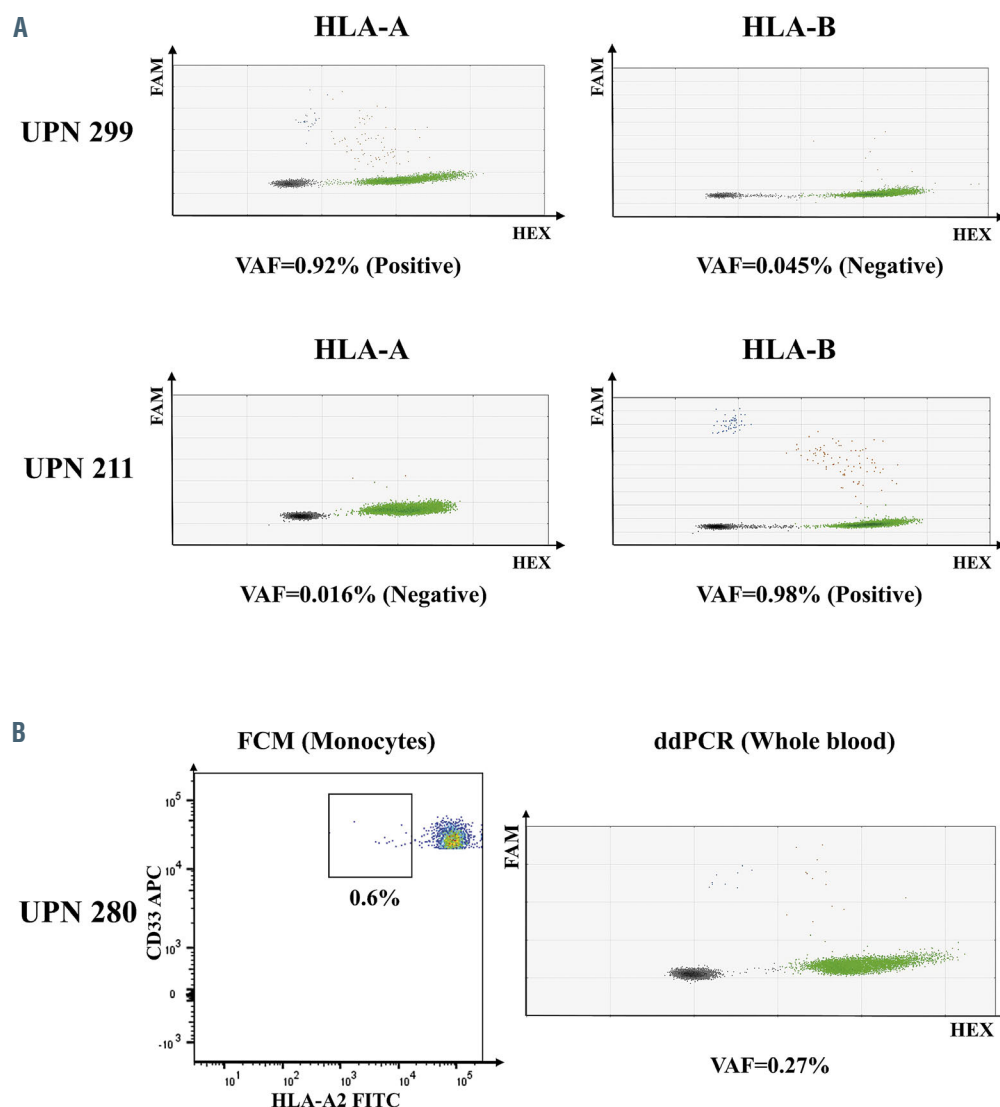 A
HLA-A
HLA-B
UPN 299
FAM
HEX
FAM
HEX
VAF=0.92% (Positive)
VAF=0.045% (Negative)
HLA-A
HLA-B
UPN 211
FAM
HEX
FAM
HEX
VAF=0.016% (Negative)
VAF=0.98% (Positive)
B
FCM (Monocytes)
ddPCR (Whole blood)
UPN 280
CD33 APC
10⁵
10⁴
10³
0
-10³
0.6%
10¹
10²
10³
10⁴
10⁵
HLA-A2 FITC
FAM
HEX
VAF=0.27%